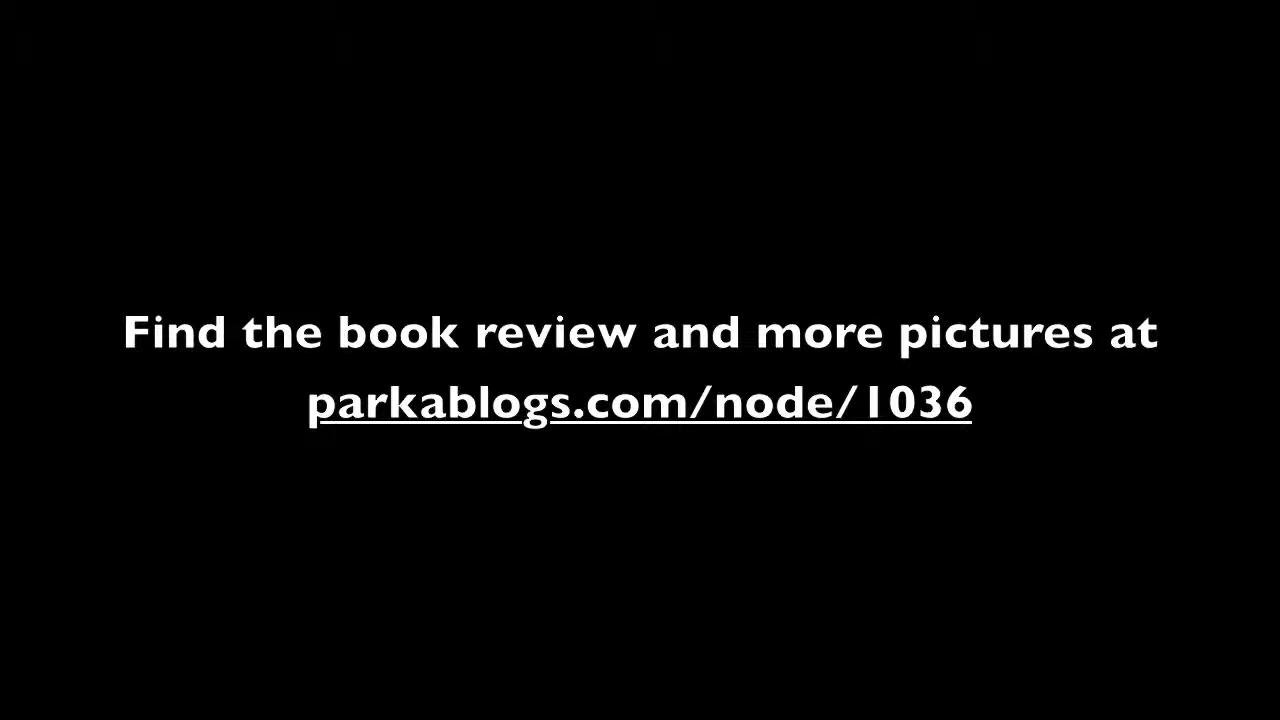 Find the book review and more pictures at
parkablogs.com/node/1036